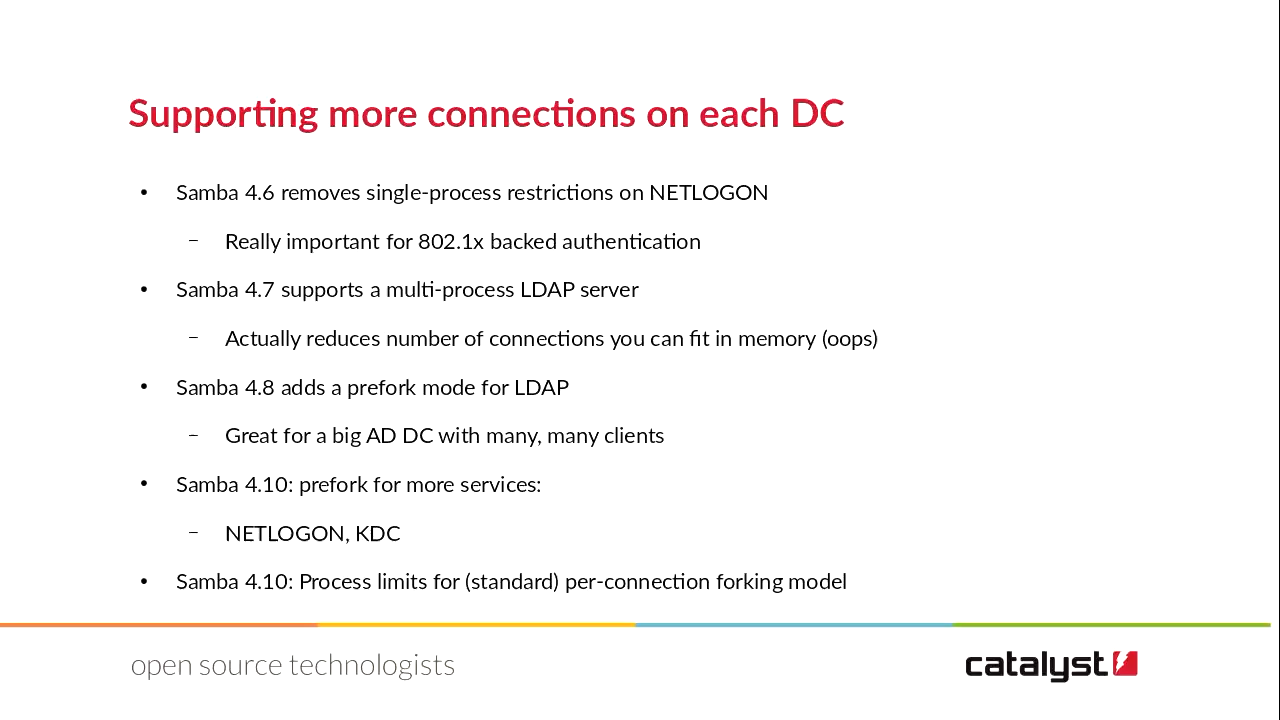 Supporting more connections on each DC
• Samba 4.6 removes single-process restrictions on NETLOGON
– Really important for 802.1x backed authentication
• Samba 4.7 supports a multi-process LDAP server
– Actually reduces number of connections you can fit in memory (oops)
• Samba 4.8 adds a prefork mode for LDAP
– Great for a big AD DC with many, many clients
• Samba 4.10: prefork for more services:
– NETLOGON, KDC
• Samba 4.10: Process limits for (standard) per-connection forking model
open source technologists
catalyst